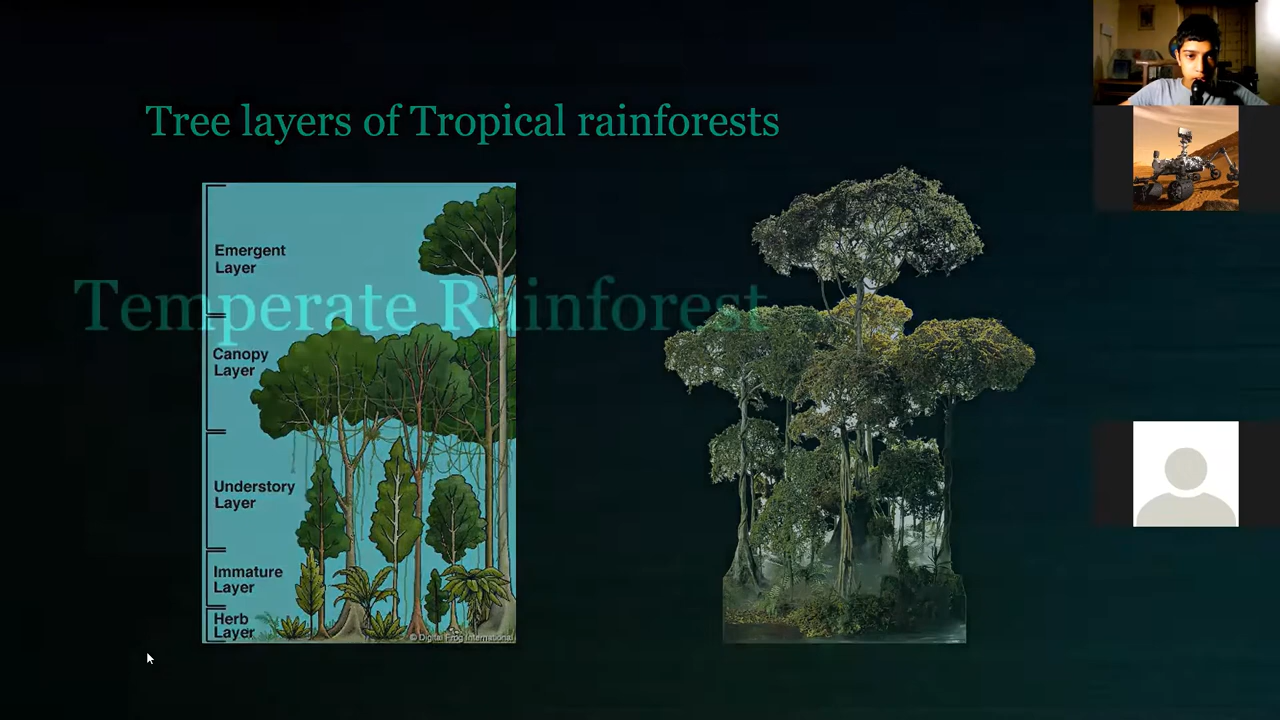 Tree layers of Tropical rainforests
Emergent
Layer
Temperate Rainforest
Canopy
Layer
Understory
Layer
Immature
Layer
Herb
Layer
© Digital Frog International